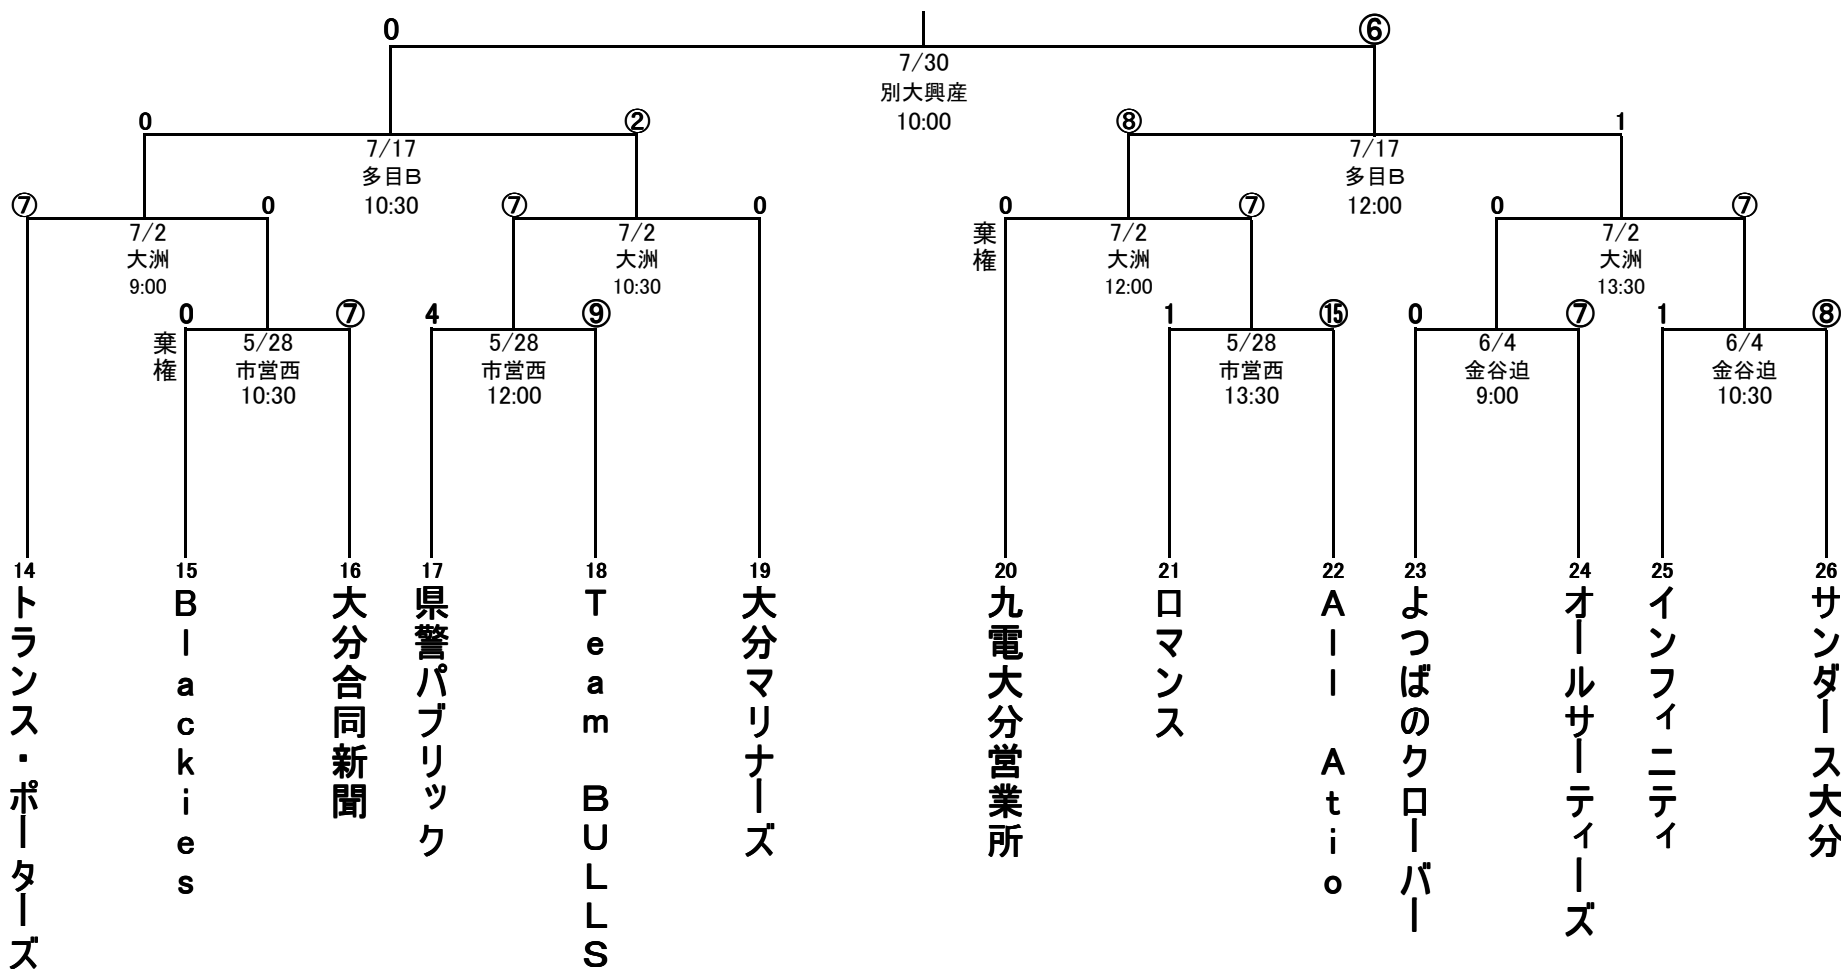 0 ⑥
7/30
別大興産
10:00
0 ② ⑧ 1
7/17 7/17
多目B 多目B
10:30 12:00
⑦ 0 ⑦ 0 0 ⑦ 0 ⑦
7/2 7/2 棄権 7/2 7/2
大洲 大洲 大洲 大洲
9:00 10:30 12:00 13:30
0 ⑦ 4 ⑨ 1 ⑮ 0 ⑦ 1 ⑧
棄権 5/28 5/28 5/28 6/4 6/4
市営西 市営西 市営西 金谷迫 金谷迫
10:30 12:00 13:30 9:00 10:30
14 トランス・ポーターズ
15 Blackies
16 大分合同新聞
17 県警パブリック
18 Team BULLS
19 大分マリナーズ
20 九電大分営業所
21 ロマンス
22 All Atio
23 よつばのクローバー
24 オールサーティーズ
25 インフィニティ
26 サンダース大分